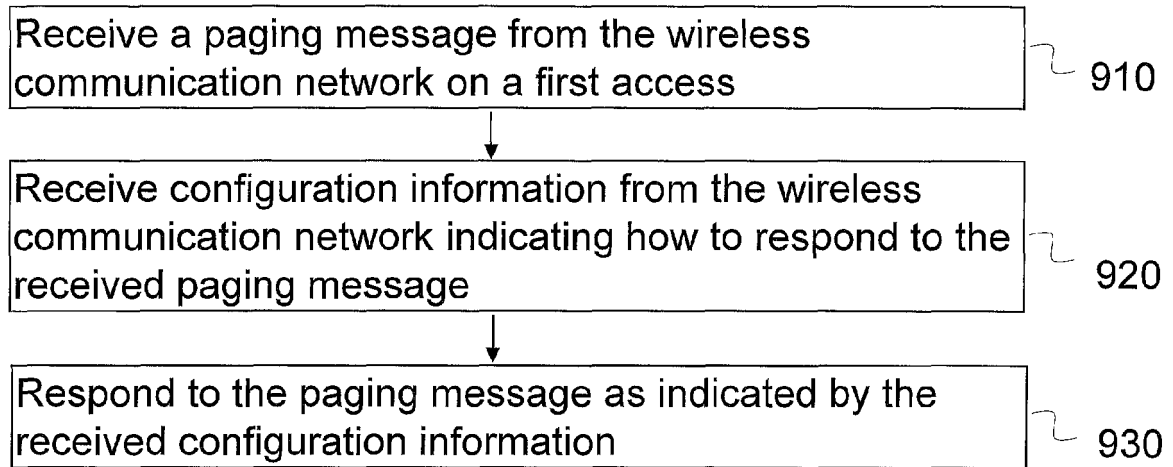 Receive a paging message from the wireless
communication network on a first access
910
Receive configuration information from the wireless
communication network indicating how to respond to the
received paging message
920
Respond to the paging message as indicated by the
received configuration information
930